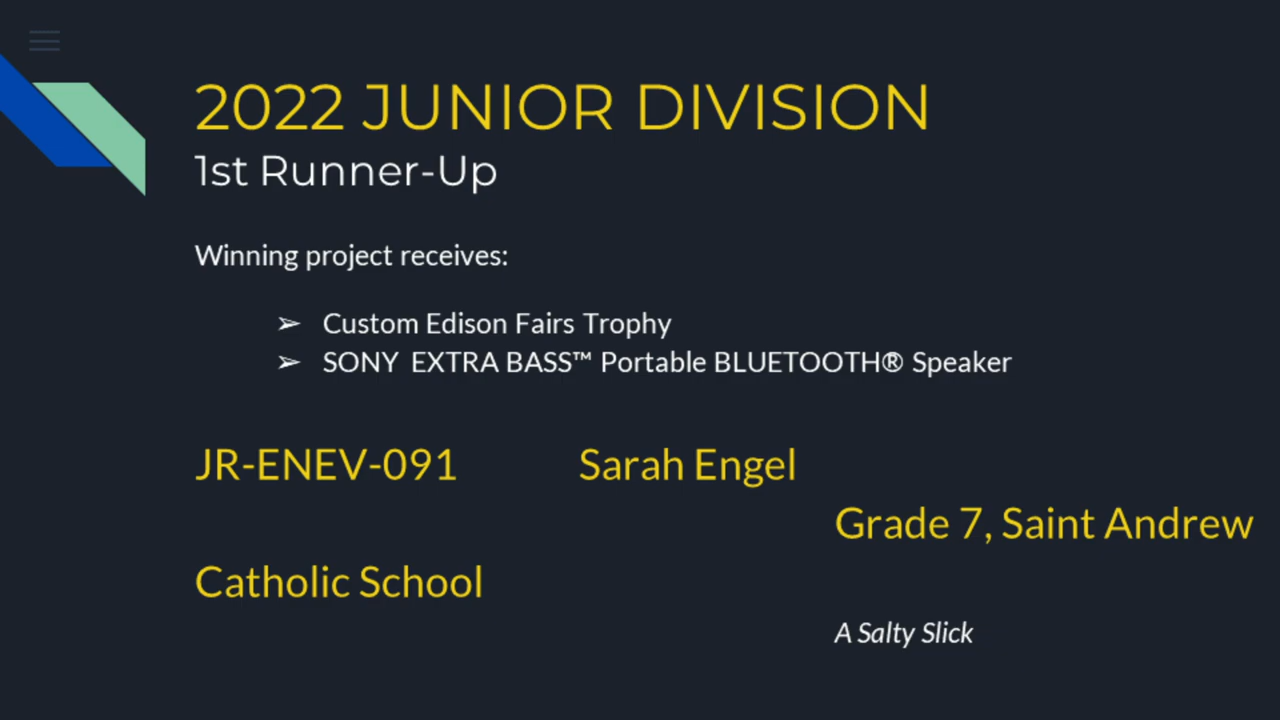 2022 JUNIOR DIVISION
1st Runner-Up
Winning project receives:
➢ Custom Edison Fairs Trophy
➢ SONY EXTRA BASS™ Portable BLUETOOTH® Speaker
JR-ENEV-091 Sarah Engel
Grade 7, Saint Andrew
Catholic School
A Salty Slick